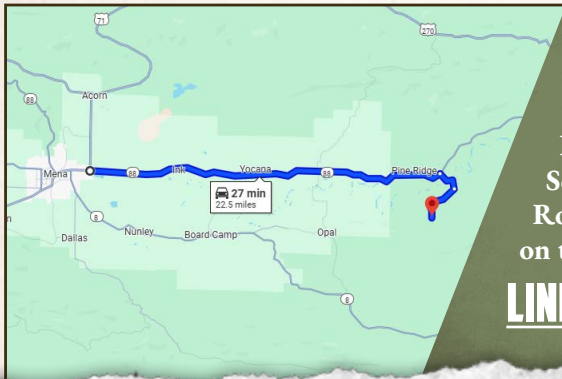 71
270
Acorn
88
Mena
88
Ink
Yocana
88
Pine Ridge
27 min
22.5 miles
8
Dallas
Nunley
Board Camp
Opal
8
Ro
on t
LIN